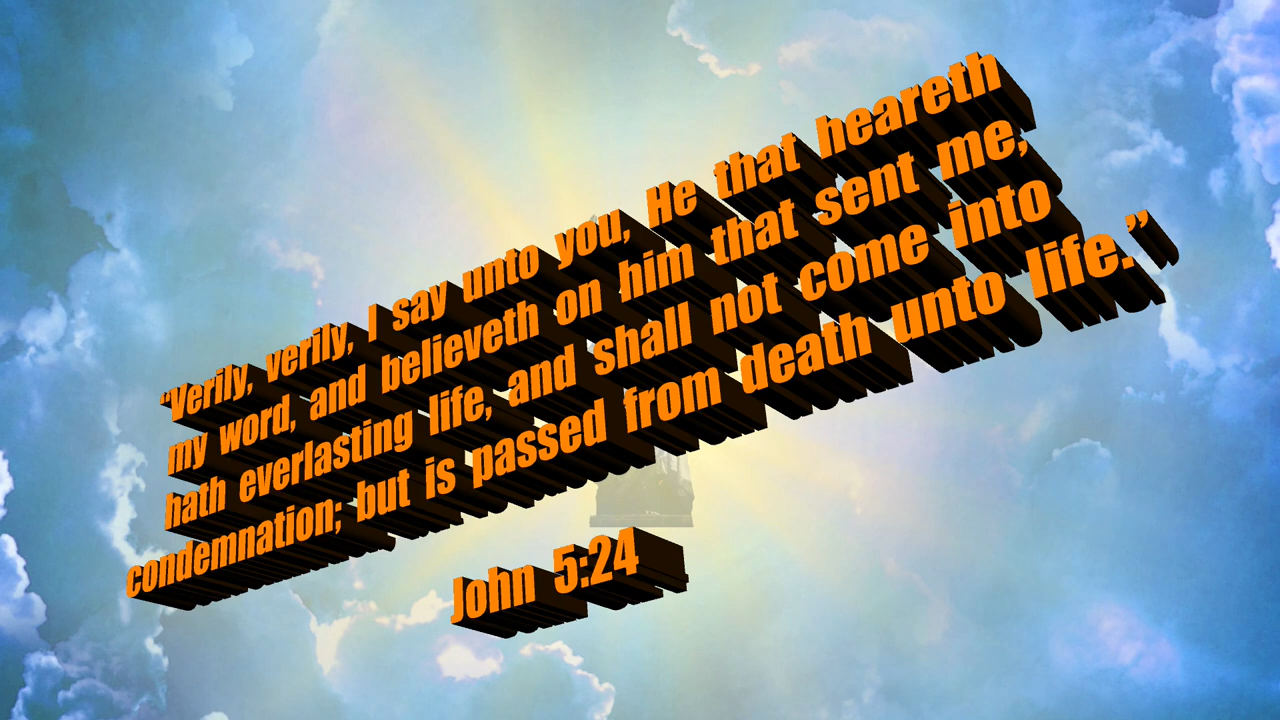 “Verily, verily, I say unto you, He that heareth
my word, and believeth on him that sent me,
hath everlasting life, and shall not come into
condemnation; but is passed from death unto life.”
John 5:24